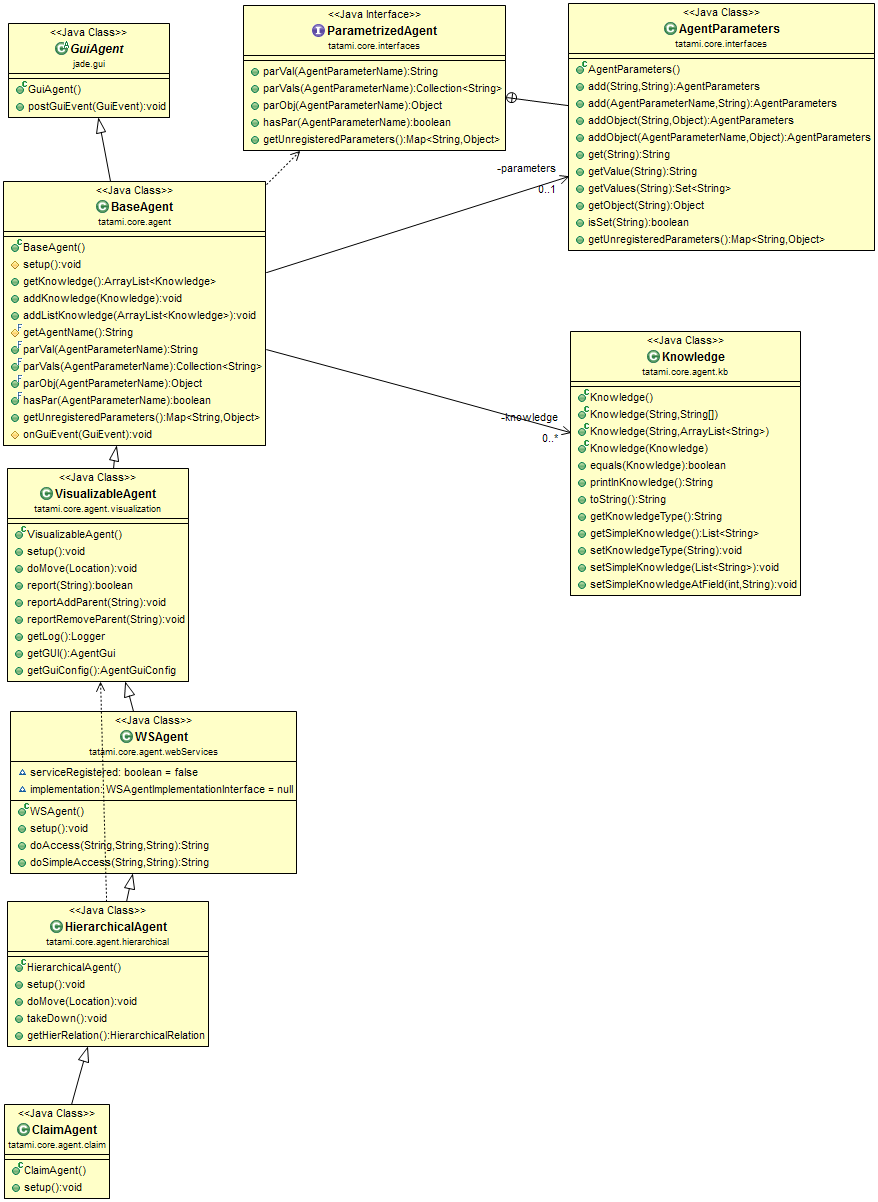 <<Java Class>>
GuiAgent
jade.gui
GuiAgent()
postGuiEvent(GuiEvent):void
<<Java Interface>>
ParametrizedAgent
tatami.core.interfaces
parVal(AgentParameterName):String
parVals(AgentParameterName):Collection<String>
parObj(AgentParameterName):Object
hasPar(AgentParameterName):boolean
getUnregisteredParameters():Map<String,Object>
<<Java Class>>
AgentParameters
tatami.core.interfaces
AgentParameters()
add(String,String):AgentParameters
add(AgentParameterName,String):AgentParameters
addObject(String,Object):AgentParameters
addObject(AgentParameterName,Object):AgentParameters
get(String):String
getValue(String):String
getValues(String):Set<String>
getObject(String):Object
isSet(String):boolean
getUnregisteredParameters():Map<String,Object>
-parameters
0..1
<<Java Class>>
BaseAgent
tatami.core.agent
BaseAgent()
setup():void
getKnowledge():ArrayList<Knowledge>
addKnowledge(Knowledge):void
addListKnowledge(ArrayList<Knowledge>):void
getAgentName():String
parVal(AgentParameterName):String
parVals(AgentParameterName):Collection<String>
parObj(AgentParameterName):Object
hasPar(AgentParameterName):boolean
getUnregisteredParameters():Map<String,Object>
onGuiEvent(GuiEvent):void
-knowledge
0..*
<<Java Class>>
Knowledge
tatami.core.agent.kb
Knowledge()
Knowledge(String,String[])
Knowledge(String,ArrayList<String>)
Knowledge(Knowledge)
equals(Knowledge):boolean
printlnKnowledge():String
toString():String
getKnowledgeType():String
getSimpleKnowledge():List<String>
setKnowledgeType(String):void
setSimpleKnowledge(List<String>):void
setSimpleKnowledgeAtField(int,String):void
<<Java Class>>
VisualizableAgent
tatami.core.agent.visualization
VisualizableAgent()
setup():void
doMove(Location):void
report(String):boolean
reportAddParent(String):void
reportRemoveParent(String):void
getLog():Logger
getGUI():AgentGui
getGuiConfig():AgentGuiConfig
<<Java Class>>
WSAgent
tatami.core.agent.webServices
serviceRegistered: boolean = false
implementation: WSAgentImplementationInterface = null
WSAgent()
setup():void
doAccess(String,String,String):String
doSimpleAccess(String,String):String
<<Java Class>>
HierarchicalAgent
tatami.core.agent.hierarchical
HierarchicalAgent()
setup():void
doMove(Location):void
takeDown():void
getHierRelation():HierarchicalRelation
<<Java Class>>
ClaimAgent
tatami.core.agent.claim
ClaimAgent()
setup():void